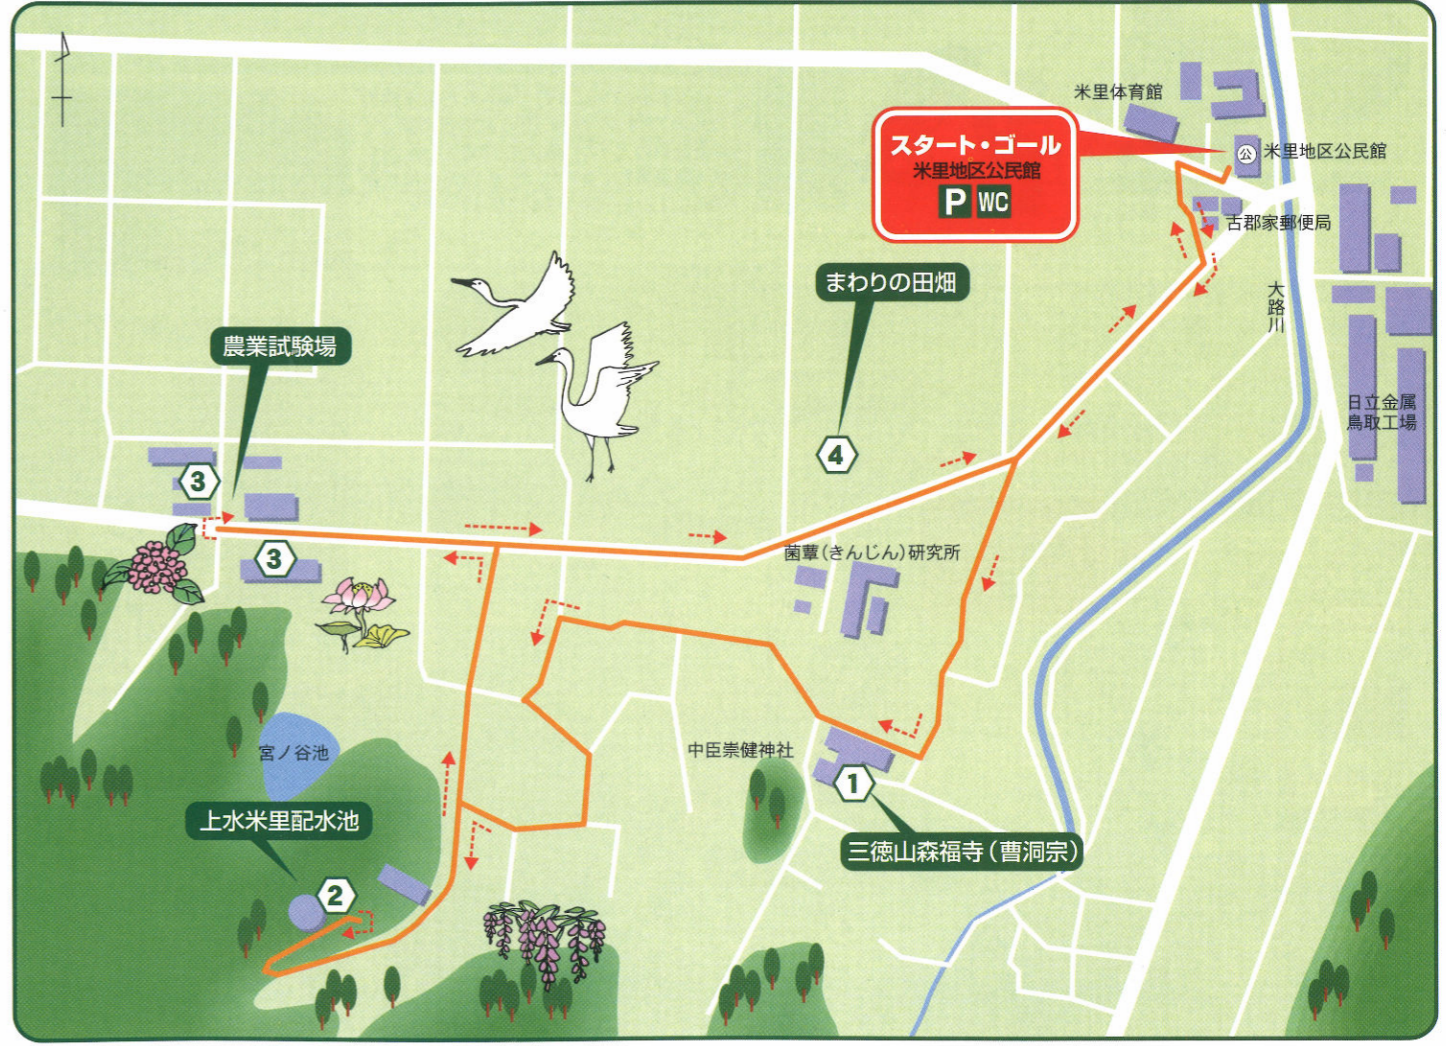 米里体育館
スタート・ゴール
米里地区公民館
P WC
公
米里地区公民館
古郡家郵便局
大路川
まわりの田畑
農業試験場
日立金属
鳥取工場
4
3
3
菌蕈(きんじん)研究所
宮ノ谷池
中臣崇健神社
1
上水米里配水池
三徳山森福寺(曹洞宗)
2